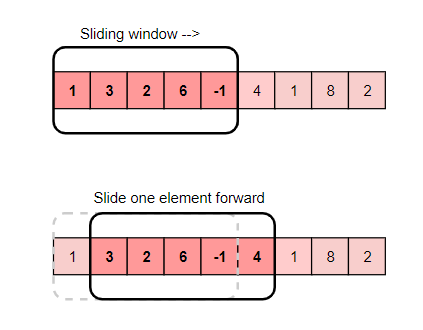 Sliding window -->
1 3 2 6 -1 4 1 8 2
Slide one element forward
1 3 2 6 -1 4 1 8 2